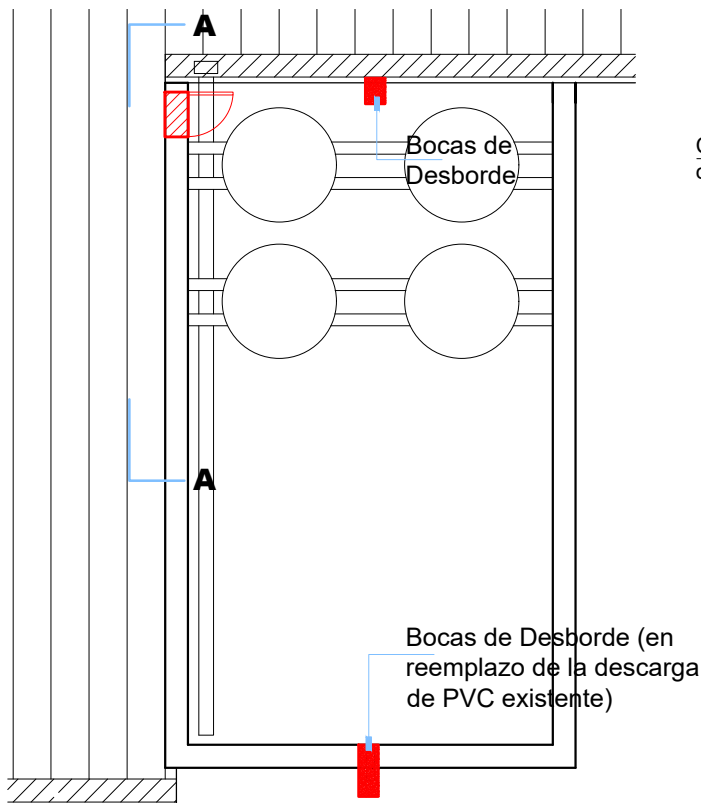 A
Bocas de
Desborde
A
Bocas de Desborde (en
reemplazo de la descarga
de PVC existente)